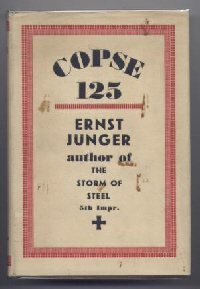 COPSE
125
ERNST
JUNGER
author of
THE
STORM OF
STEEL
5th Impr.